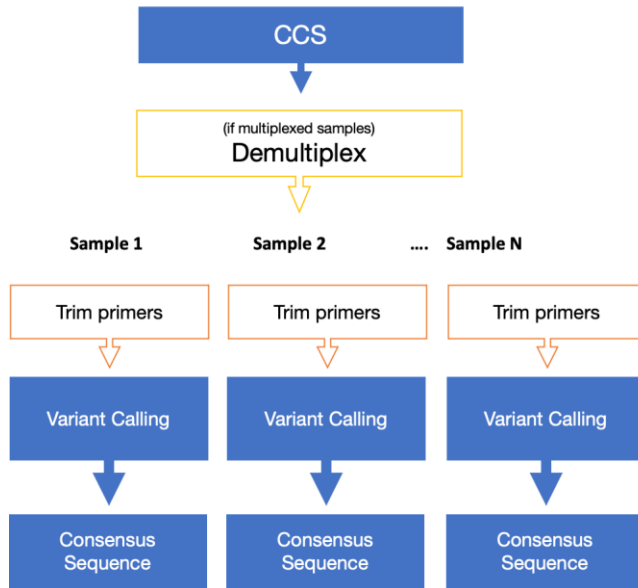 CCS
(if multiplexed samples)
Demultiplex
Sample 1
Sample 2
....
Sample N
Trim primers
Trim primers
Trim primers
Variant Calling
Variant Calling
Variant Calling
Consensus
Sequence
Consensus
Sequence
Consensus
Sequence